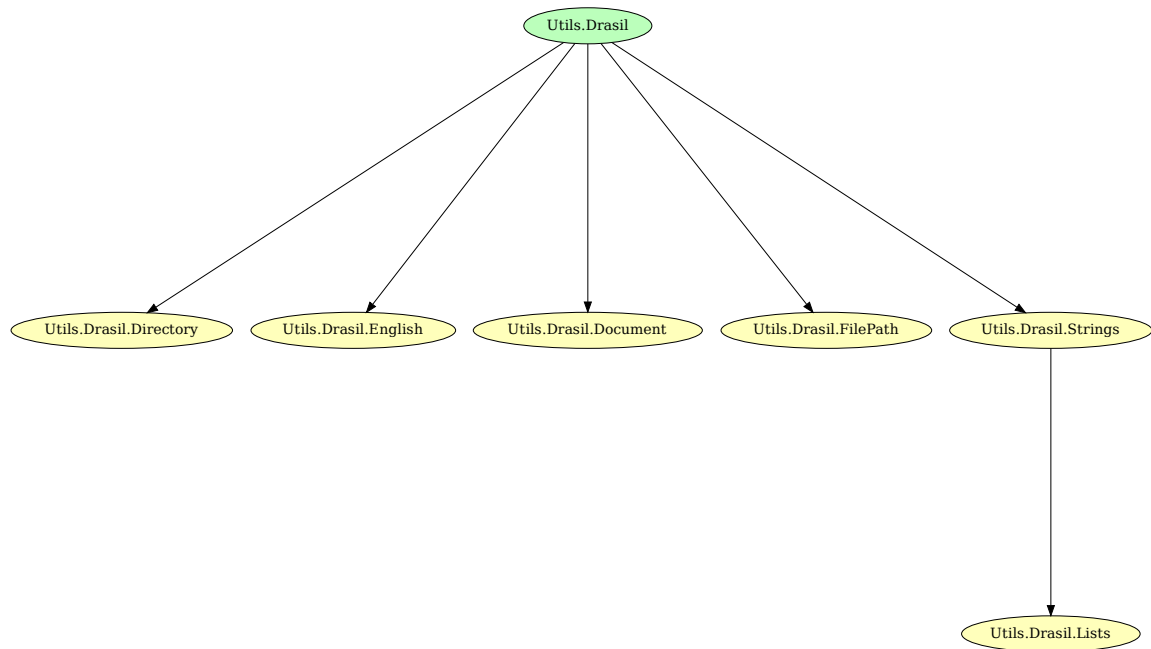 Utils.Drasil
Utils.Drasil.Directory
Utils.Drasil.English
Utils.Drasil.Document
Utils.Drasil.FilePath
Utils.Drasil.Strings
Utils.Drasil.Lists